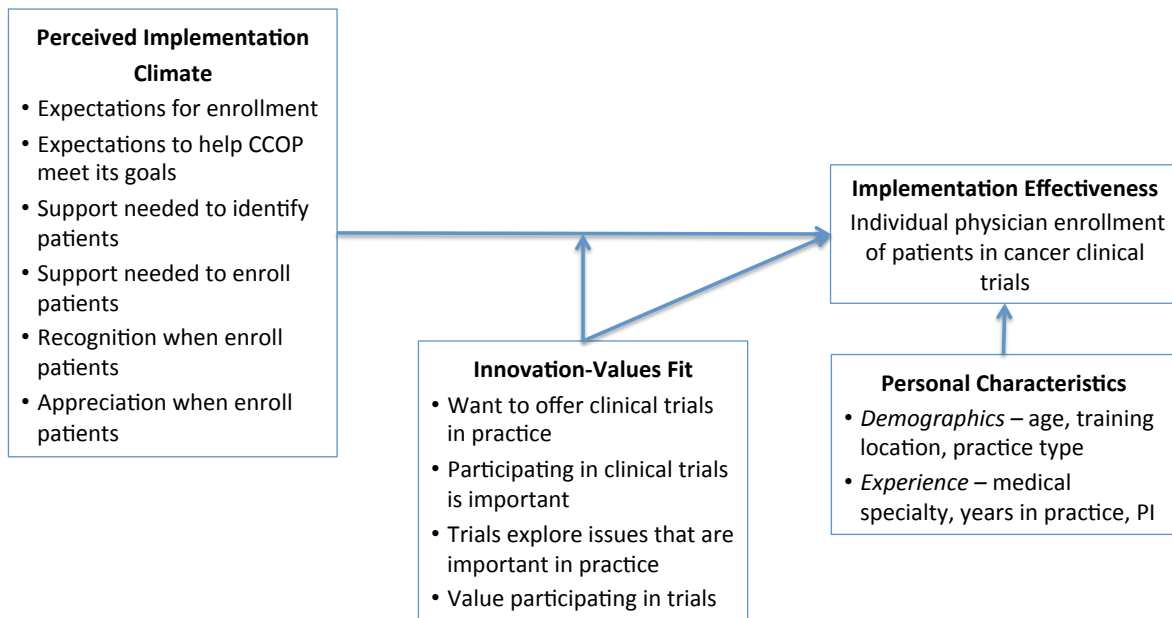 Perceived Implementation
Climate
• Expectations for enrollment
• Expectations to help CCOP
meet its goals
• Support needed to identify
patients
• Support needed to enroll
patients
• Recognition when enroll
patients
• Appreciation when enroll
patients
Implementation Effectiveness
Individual physician enrollment
of patients in cancer clinical
trials
Innovation-Values Fit
• Want to offer clinical trials
in practice
• Participating in clinical trials
is important
• Trials explore issues that are
important in practice
• Value participating in trials
Personal Characteristics
• Demographics – age, training
location, practice type
• Experience – medical
specialty, years in practice, PI